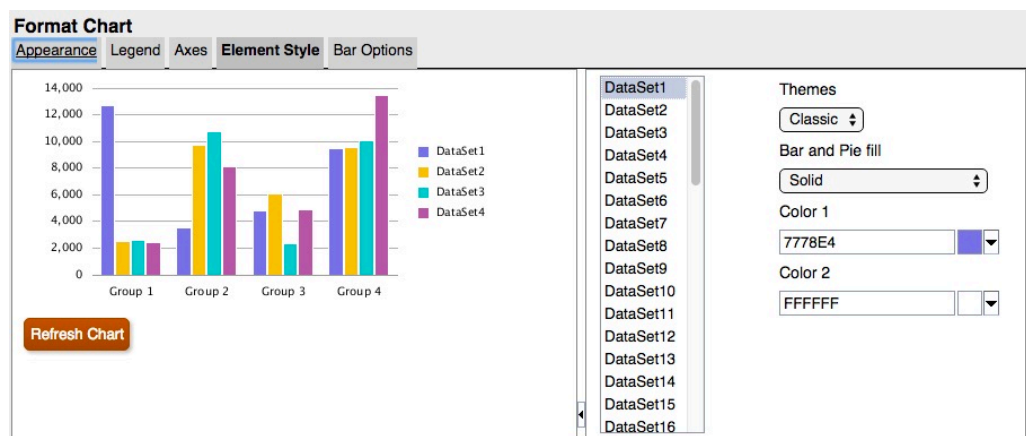 Format Chart
Appearance Legend Axes Element Style Bar Options
14,000
12,000
10,000
8,000
6,000
4,000
2,000
0
Group 1 Group 2 Group 3 Group 4
DataSet1
DataSet2
DataSet3
DataSet4
Refresh Chart
DataSet1
DataSet2
DataSet3
DataSet4
DataSet5
DataSet6
DataSet7
DataSet8
DataSet9
DataSet10
DataSet11
DataSet12
DataSet13
DataSet14
DataSet15
DataSet16
Themes
Classic
Bar and Pie fill
Solid
Color 1
7778E4
Color 2
FFFFFF